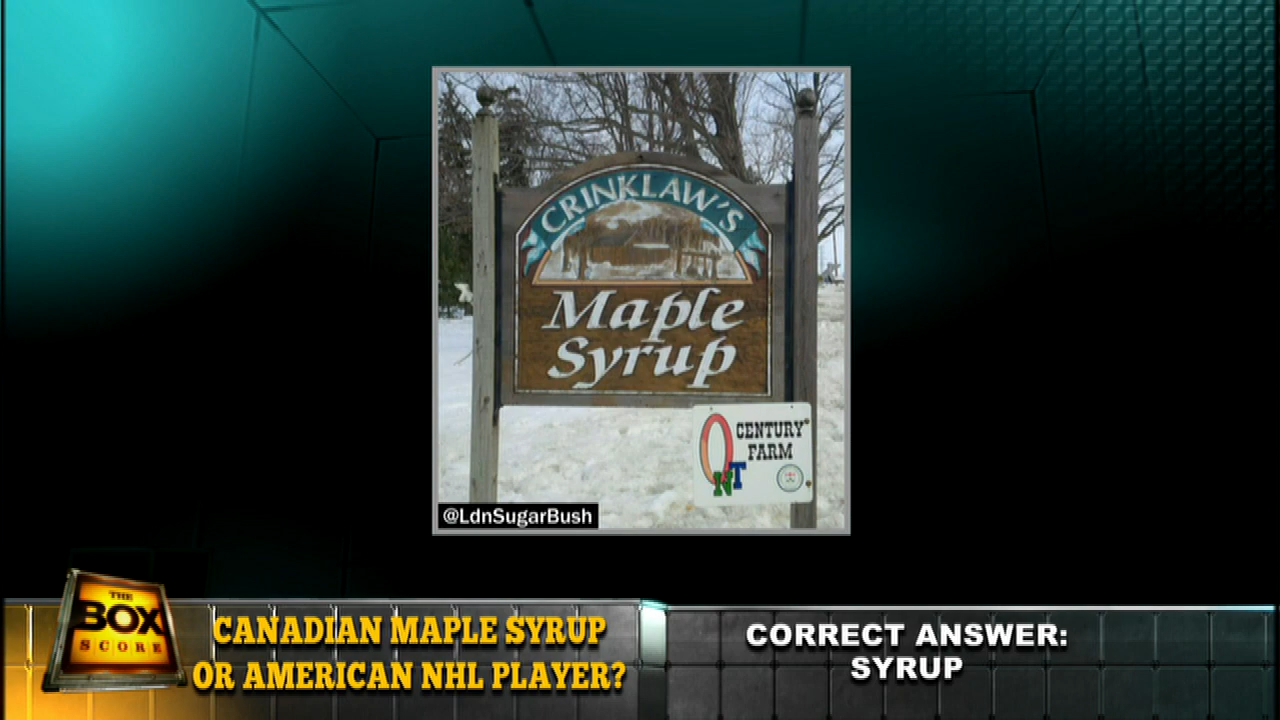 CRINKLAW'S
Maple
Syrup
ONT
CENTURY
FARM
@LdnSugarBush
THE
BOX
SCORE
CANADIAN MAPLE SYRUP
OR AMERICAN NHL PLAYER?
CORRECT ANSWER:
SYRUP